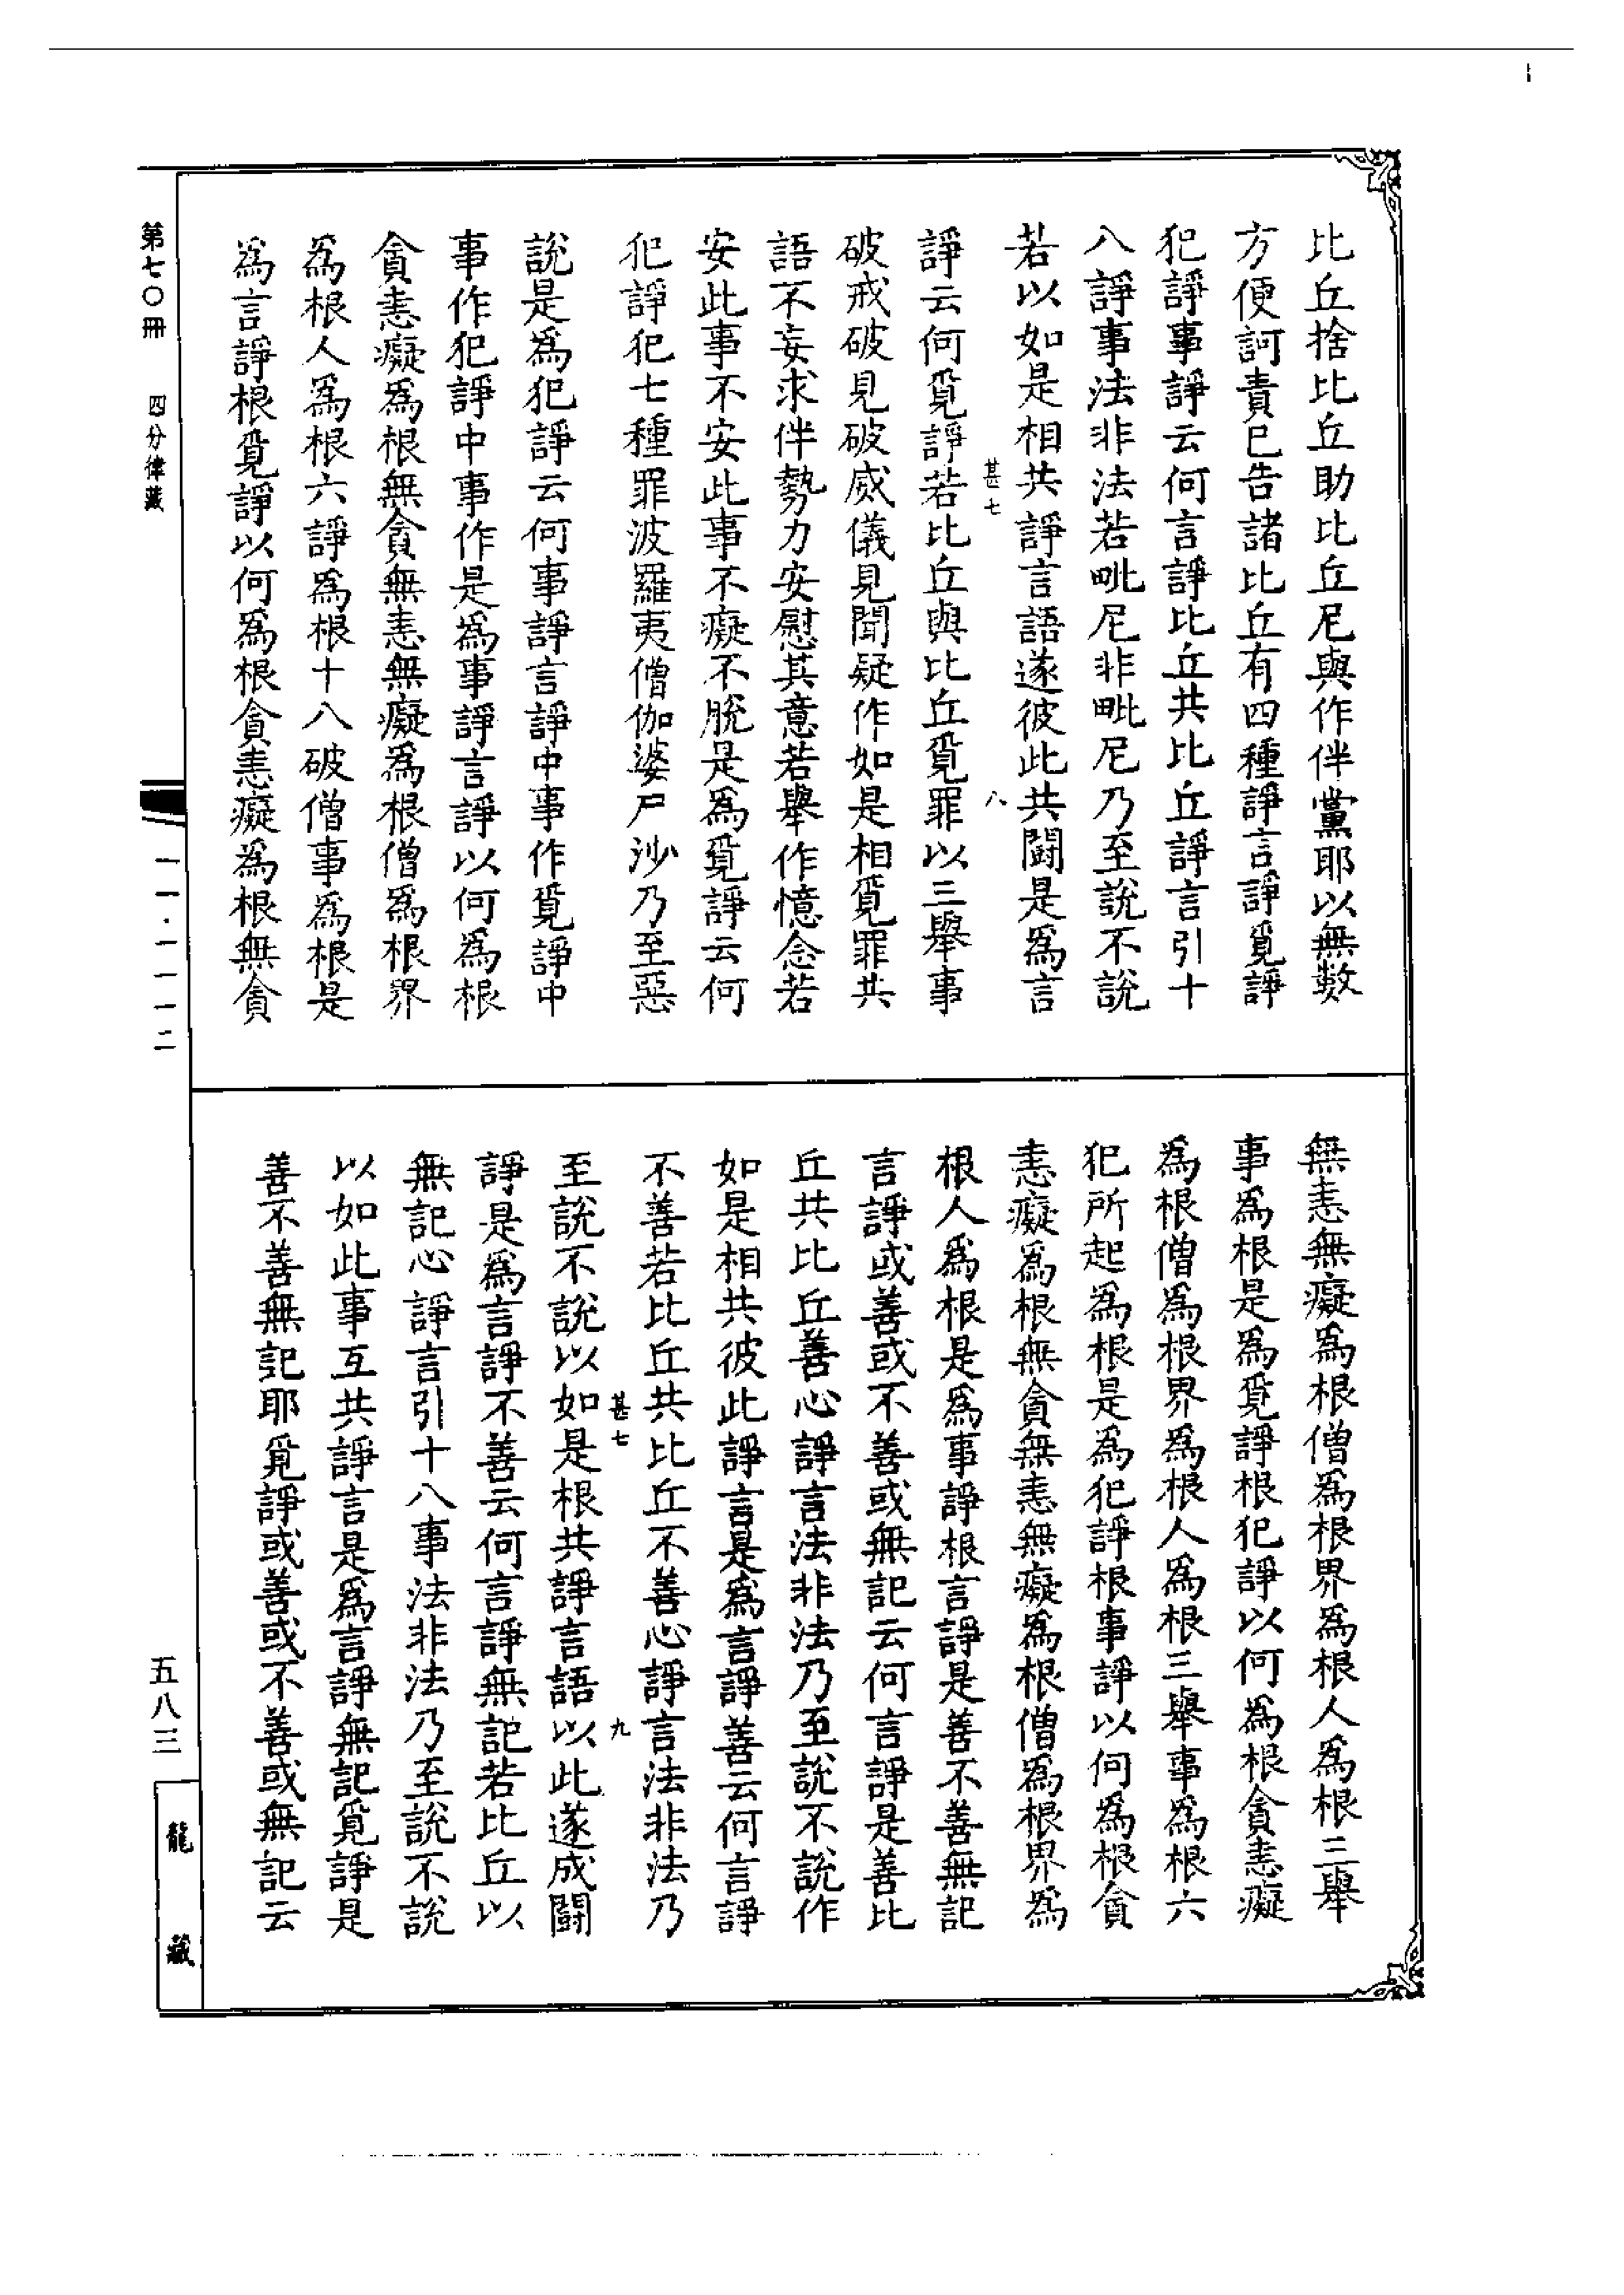 比丘捨比丘助比丘尼與作伴黨耶以無數
方便訶責已告諸比丘有四種諍言諍覓諍
犯諍事諍云何言諍比丘共比丘諍言引十
八諍事法非法若毗尼非毗尼乃至說不說
若以如是相共諍言語遂彼此共鬪是爲言
甚七
八
諍云何覓諍若比丘與比丘覓罪以三舉事
破戒破見破威儀見聞疑作如是相覓罪共
語不妄求伴勢力安慰其意若舉作憶念若
安此事不安此事不癡不脫是爲覓諍云何
犯諍犯七種罪波羅夷僧伽婆尸沙乃至惡
說是爲犯諍云何事諍言諍中事作覓諍中
事作犯諍中事作是爲事諍言諍以何爲根
貪恚癡爲根無貪無恚無癡爲根僧爲根界
爲根人爲根六諍爲根十八破僧事爲根是
爲言諍根覓諍以何爲根貪恚癡爲根無貪
無恚無癡爲根僧爲根界爲根人爲根三舉
事爲根是爲覓諍根犯諍以何爲根貪恚癡
爲根僧爲根界爲根人爲根三舉事爲根六
犯所起爲根是爲犯諍根事諍以何爲根貪
恚癡爲根無貪無恚無癡爲根僧爲根界爲
根人爲根是爲事諍根言諍是善不善無記
言諍或善或不善或無記云何言諍是善比
丘共比丘善心諍言法非法乃至說不說作
如是相共彼此諍言是爲言諍善云何言諍
不善若比丘共比丘不善心諍言法非法乃
甚七
九
至說不說以如是根共諍言語以此遂成鬪
諍是爲言諍不善云何言諍無記若比丘以
無記心諍言引十八事法非法乃至說不說
以如此事互共諍言是爲言諍無記覓諍是
善不善無記耶覓諍或善或不善或無記云
第七〇冊
四分律藏
一一·一一一二
五八三
龍藏